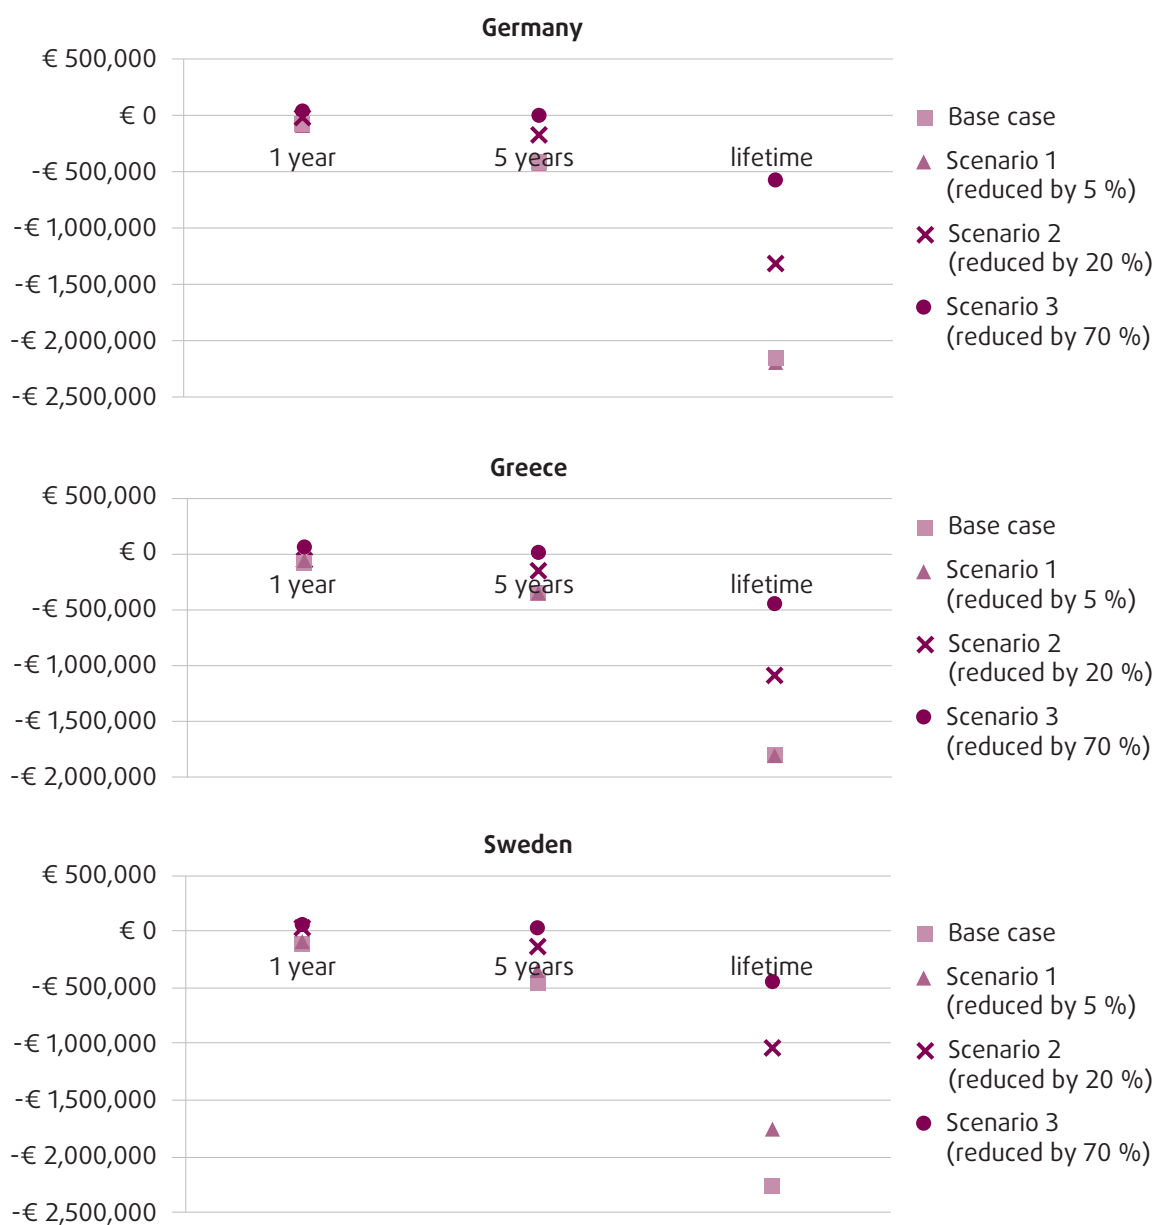 Germany
€ 500,000
€ 0
-€ 500,000
-€ 1,000,000
-€ 1,500,000
-€ 2,000,000
-€ 2,500,000
1 year
5 years
lifetime
Base case
Scenario 1
(reduced by 5 %)
Scenario 2
(reduced by 20 %)
Scenario 3
(reduced by 70 %)
Greece
€ 500,000
€ 0
-€ 500,000
-€ 1,000,000
-€ 1,500,000
-€ 2,000,000
1 year
5 years
lifetime
Base case
Scenario 1
(reduced by 5 %)
Scenario 2
(reduced by 20 %)
Scenario 3
(reduced by 70 %)
Sweden
€ 500,000
€ 0
-€ 500,000
-€ 1,000,000
-€ 1,500,000
-€ 2,000,000
-€ 2,500,000
1 year
5 years
lifetime
Base case
Scenario 1
(reduced by 5 %)
Scenario 2
(reduced by 20 %)
Scenario 3
(reduced by 70 %)